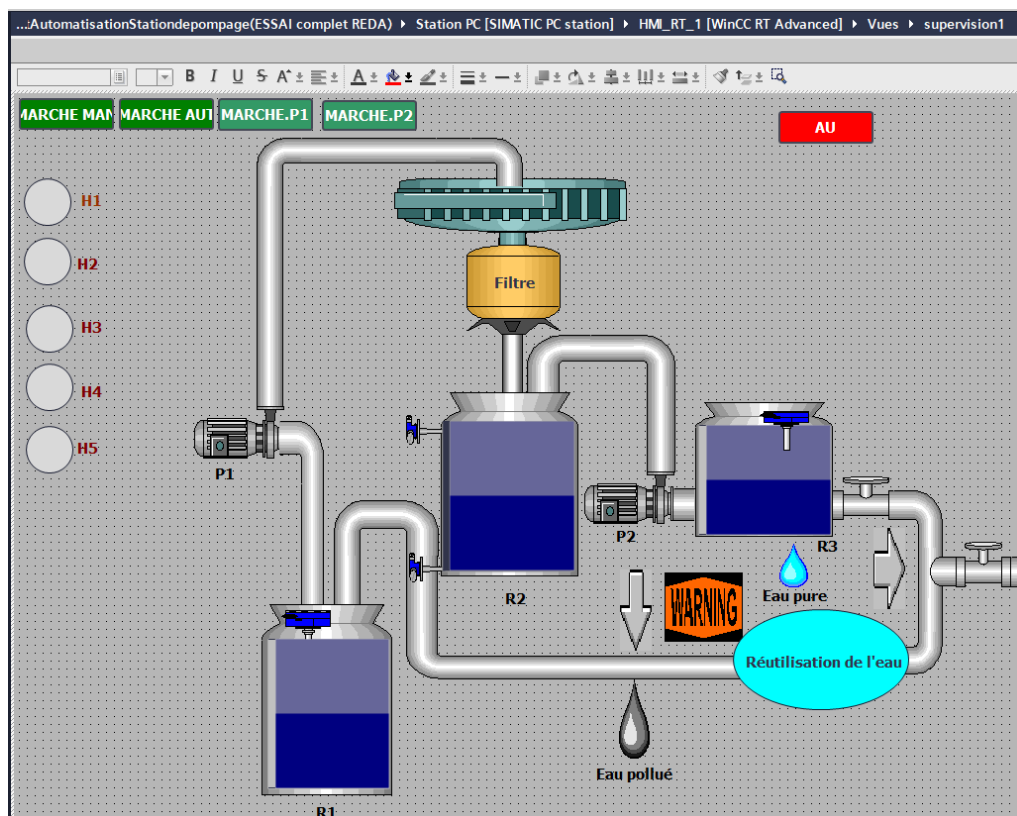 ...:AutomatisationStationdepompage(ESSAI complet REDA) ▸ Station PC [SIMATIC PC station] ▸ HMI_RT_1 [WinCC RT Advanced] ▸ Vues ▸ supervision1
B I U S A A
MARCHE MAN MARCHE AUT MARCHE.P1 MARCHE.P2
AU
H1
H2
Filtre
H3
H4
H5
P1
P2
R3
Eau pure
R2
WARNING
Réutilisation de l'eau
Eau pollué
R1